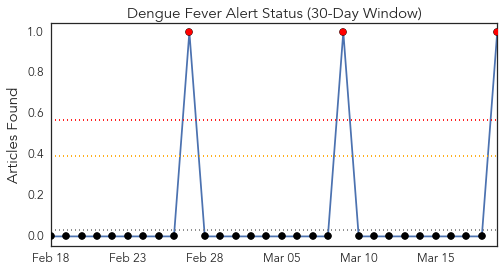 Dengue Fever Alert Status (30-Day Window)
Articles Found
1.0
0.8
0.6
0.4
0.2
0.0
Feb 18 Feb 23 Feb 28 Mar 05 Mar 10 Mar 15